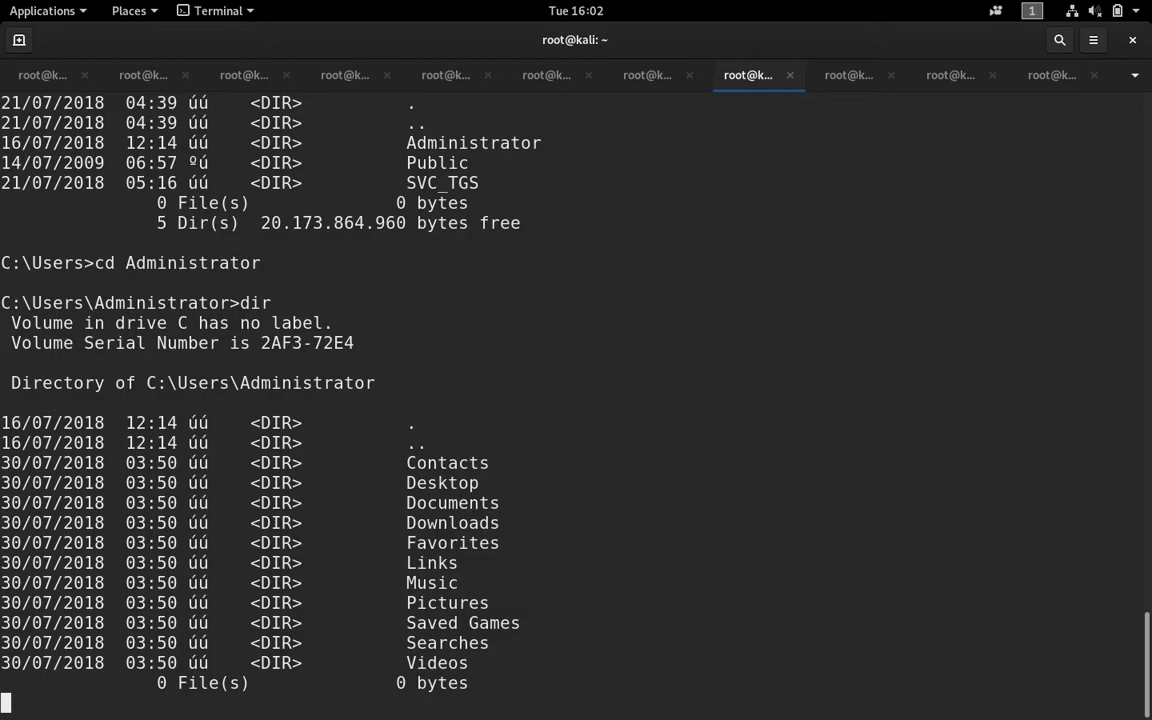 Applications Places Terminal Tue 16:02 1
root@kali: ~
root@k... root@k... root@k... root@k... root@k... root@k... root@k... root@k... root@k... root@k... root@k...
21/07/2018  04:39 úú    <DIR>          .
21/07/2018  04:39 úú    <DIR>          ..
16/07/2018  12:14 úú    <DIR>          Administrator
14/07/2009  06:57 ºú    <DIR>          Public
21/07/2018  05:16 úú    <DIR>          SVC_TGS
               0 File(s)              0 bytes
               5 Dir(s)  20.173.864.960 bytes free
C:\Users>cd Administrator
C:\Users\Administrator>dir
 Volume in drive C has no label.
 Volume Serial Number is 2AF3-72E4
 Directory of C:\Users\Administrator
16/07/2018  12:14 úú    <DIR>          .
16/07/2018  12:14 úú    <DIR>          ..
30/07/2018  03:50 úú    <DIR>          Contacts
30/07/2018  03:50 úú    <DIR>          Desktop
30/07/2018  03:50 úú    <DIR>          Documents
30/07/2018  03:50 úú    <DIR>          Downloads
30/07/2018  03:50 úú    <DIR>          Favorites
30/07/2018  03:50 úú    <DIR>          Links
30/07/2018  03:50 úú    <DIR>          Music
30/07/2018  03:50 úú    <DIR>          Pictures
30/07/2018  03:50 úú    <DIR>          Saved Games
30/07/2018  03:50 úú    <DIR>          Searches
30/07/2018  03:50 úú    <DIR>          Videos
               0 File(s)              0 bytes